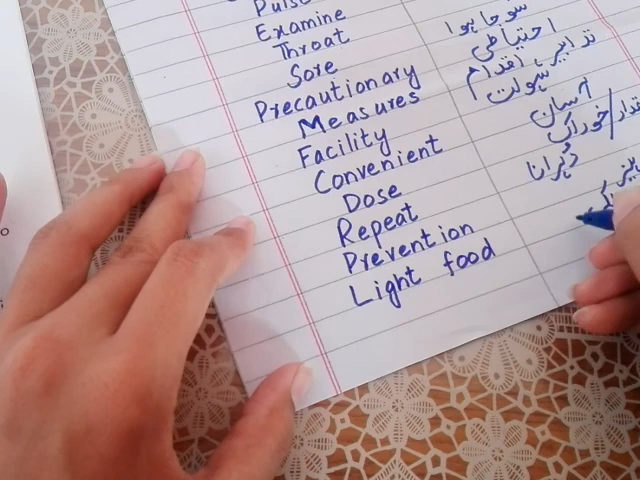 Puls
Examine
Throat
Sore سوجا ہوا
Precautionary احتیاطی
Measures تدابیر، اقدام
Facility سہولت
Convenient آسان
Dose خوراک/
Repeat دہرانا
Prevention
Light food